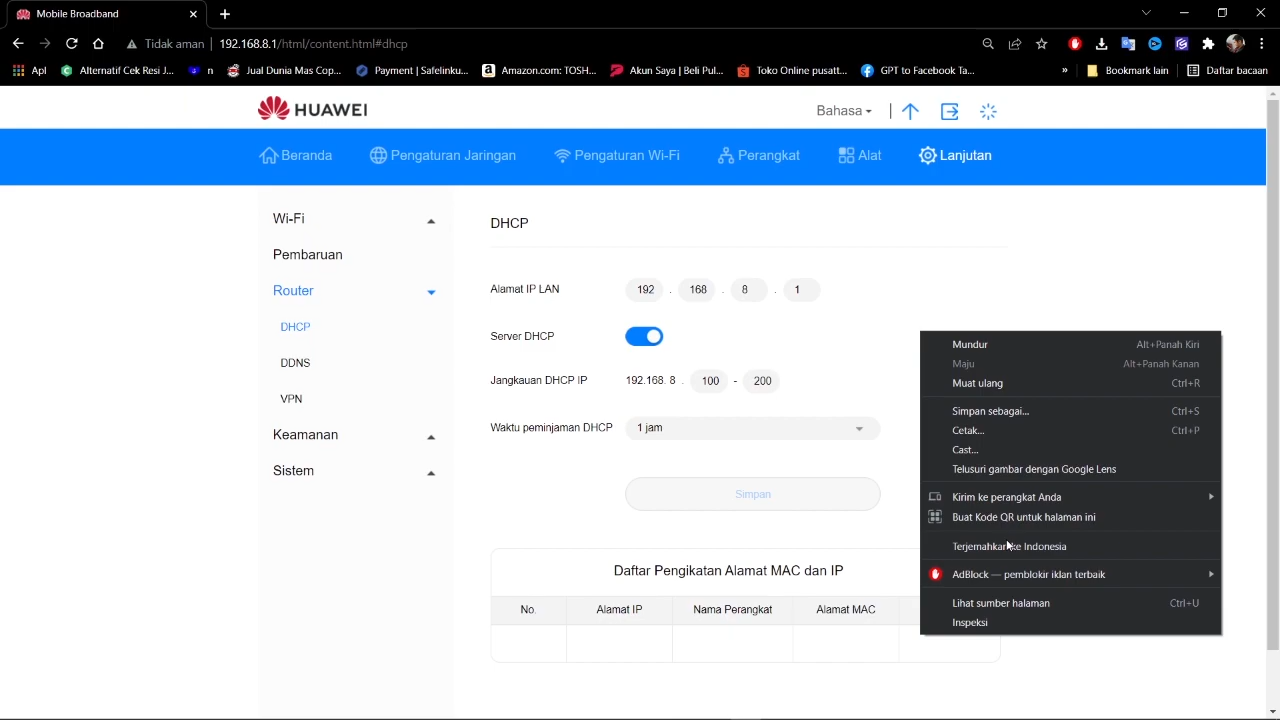 Mobile Broadband
Tidak aman | 192.168.8.1/html/content.html#dhcp
Apl Alternatif Cek Resi J... n Jual Dunia Mas Cop... Payment | Safelinku... Amazon.com: TOSH... Akun Saya | Beli Pul... Toko Online pusatt... GPT to Facebook Ta... » Bookmark lain Daftar bacaan
HUAWEI
Bahasa
Beranda Pengaturan Jaringan Pengaturan Wi-Fi Perangkat Alat Lanjutan
Wi-Fi
Pembaruan
Router
DHCP
DDNS
VPN
Keamanan
Sistem
DHCP
Alamat IP LAN 192 . 168 . 8 . 1
Server DHCP
Jangkauan DHCP IP 192.168. 8 . 100 - 200
Waktu peminjaman DHCP 1 jam
Simpan
Daftar Pengikatan Alamat MAC dan IP
No. Alamat IP Nama Perangkat Alamat MAC
Mundur Alt+Panah Kiri
Maju Alt+Panah Kanan
Muat ulang Ctrl+R
Simpan sebagai... Ctrl+S
Cetak... Ctrl+P
Cast...
Telusuri gambar dengan Google Lens
Kirim ke perangkat Anda
Buat Kode QR untuk halaman ini
Terjemahkan ke Indonesia
AdBlock — pemblokir iklan terbaik
Lihat sumber halaman Ctrl+U
Inspeksi